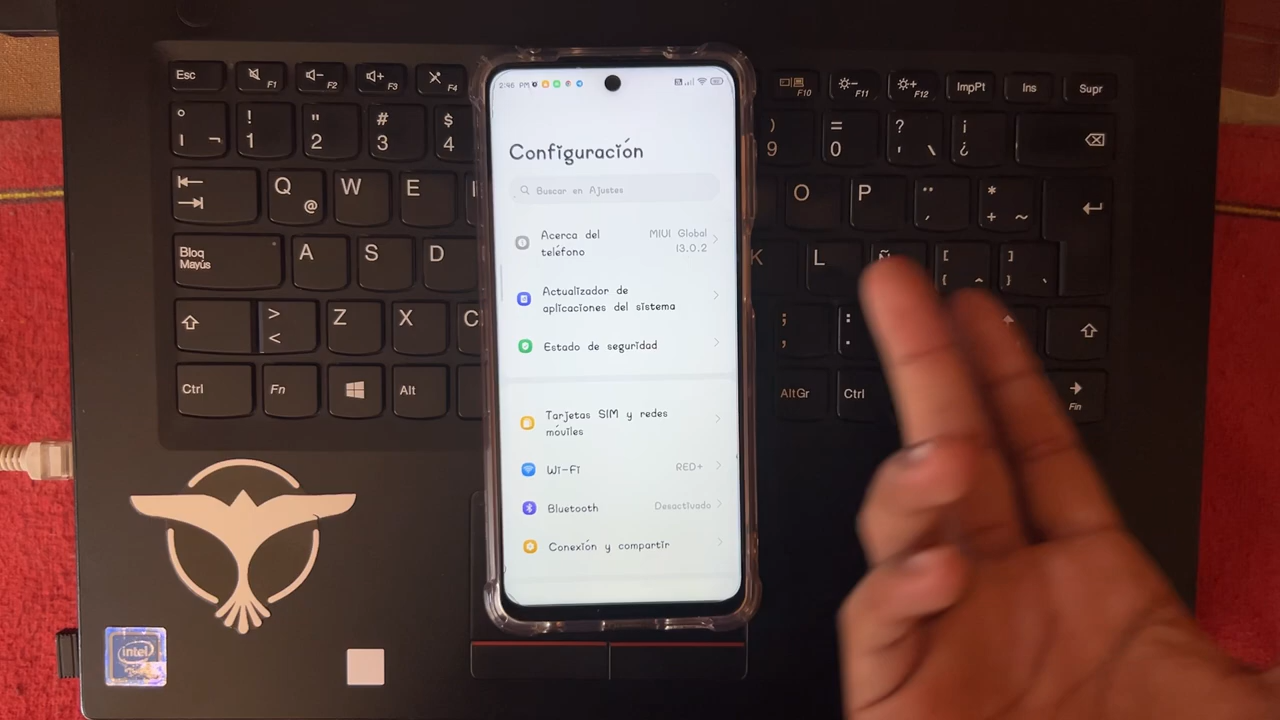 2:46 PM
Configuración
Buscar en Ajustes
Acerca del teléfono
MIUI Global 13.0.2
Actualizador de aplicaciones del sistema
Estado de seguridad
Tarjetas SIM y redes móviles
Wi-Fi
RED+
Bluetooth
Desactivado
Conexión y compartir
Esc
F1
F2
F3
F4
F10
F11
F12
ImpPt
Ins
Supr
° | ¬
! 1
" 2
# 3
$ 4
) 9
= 0
? ' \
¡ ¿
Q @
W
E
O
P
¨ ´
* + ~
Bloq Mayús
A
S
D
K
L
Ñ
[ { ^
] } `
> <
Z
X
C
; ,
: .
Ctrl
Fn
Alt
AltGr
Ctrl
Fin
intel